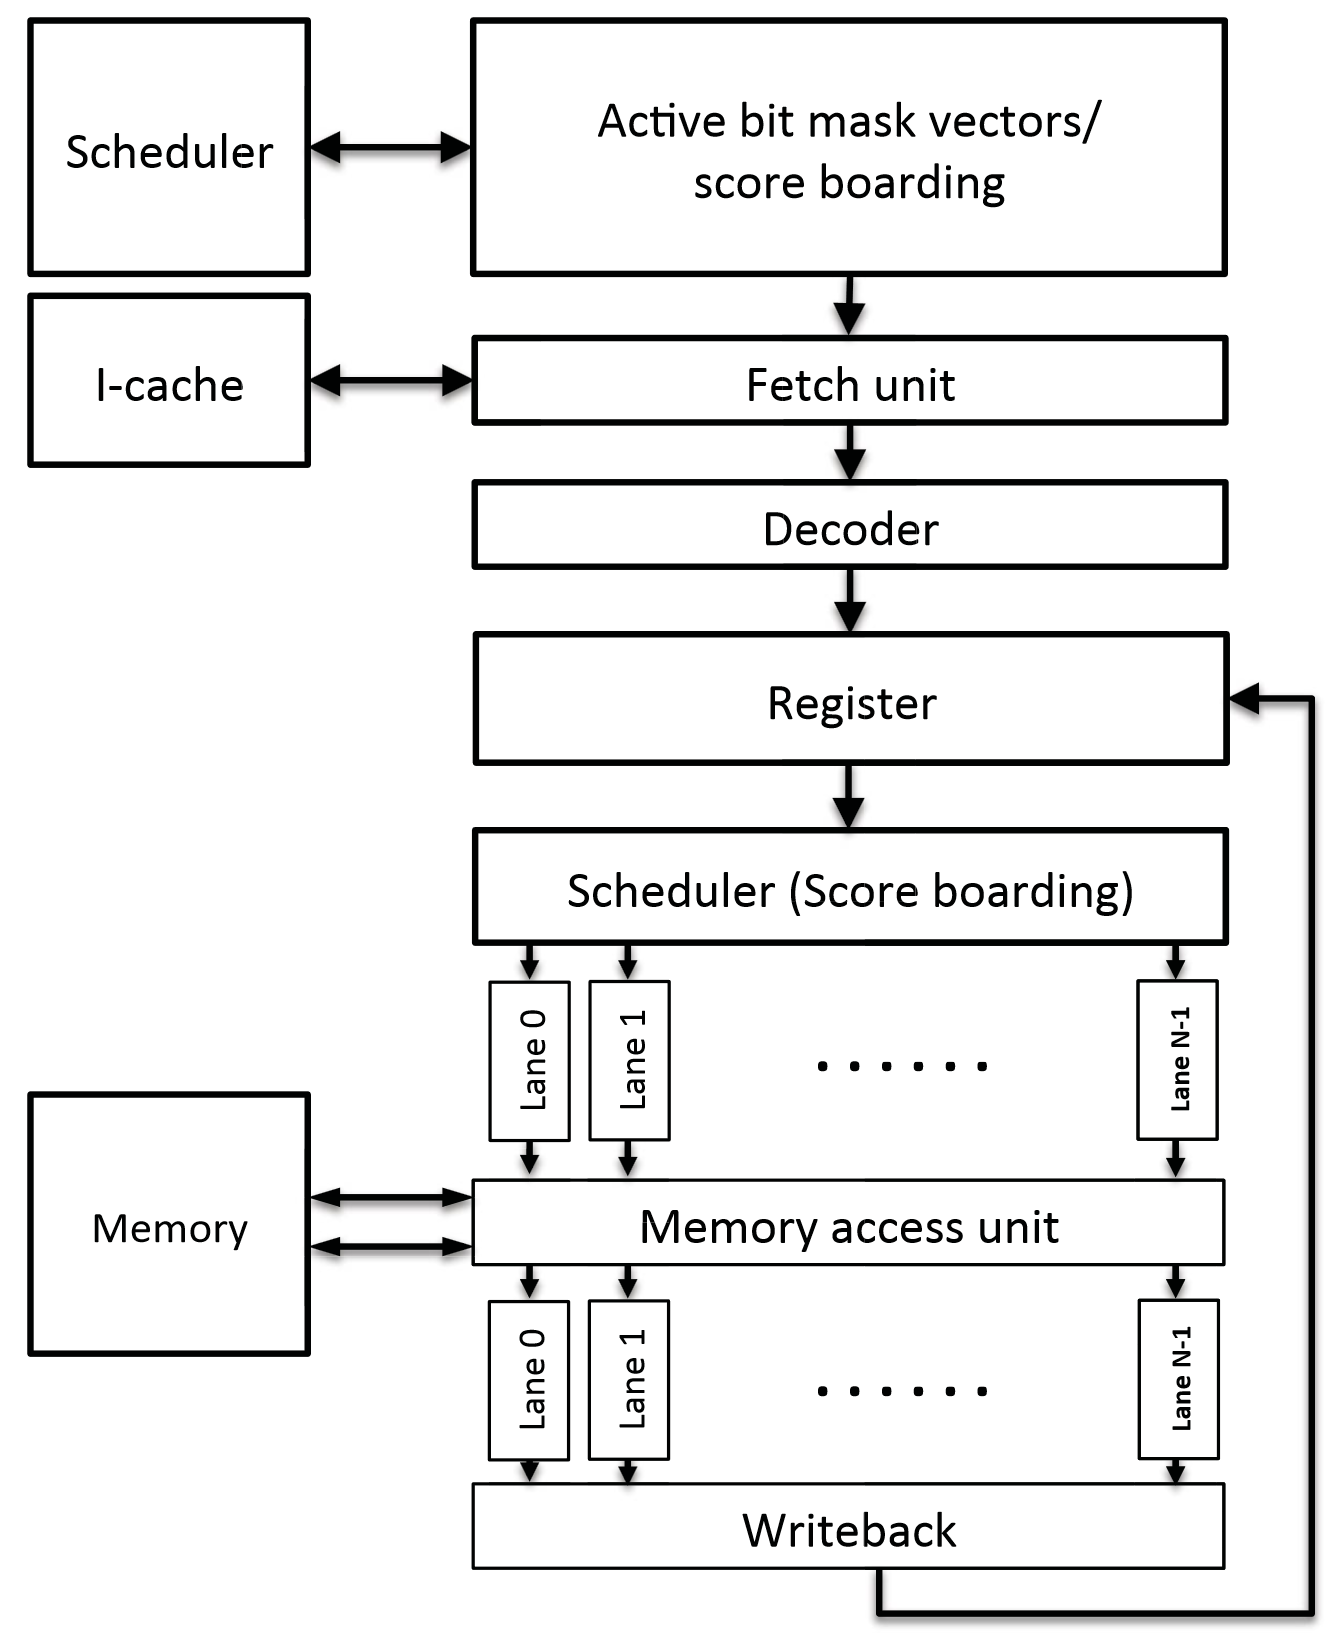 Scheduler
Active bit mask vectors/
score boarding
I-cache
Fetch unit
Decoder
Register
Scheduler (Score boarding)
Lane 0
Lane 1
......
Lane N-1
Memory
Memory access unit
Lane 0
Lane 1
......
Lane N-1
Writeback